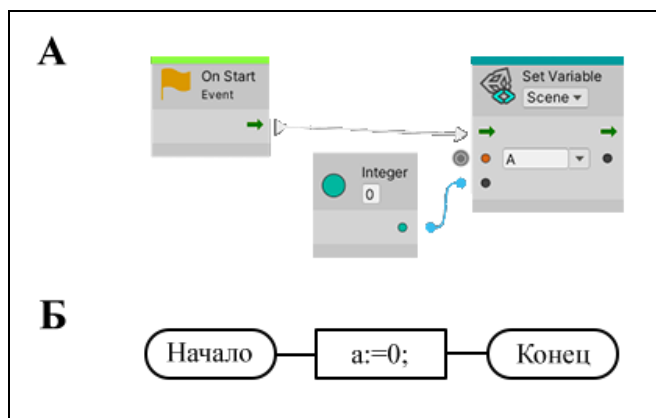 А
On Start
Event
Set Variable
Scene
Integer
0
A
Б
Начало
a:=0;
Конец